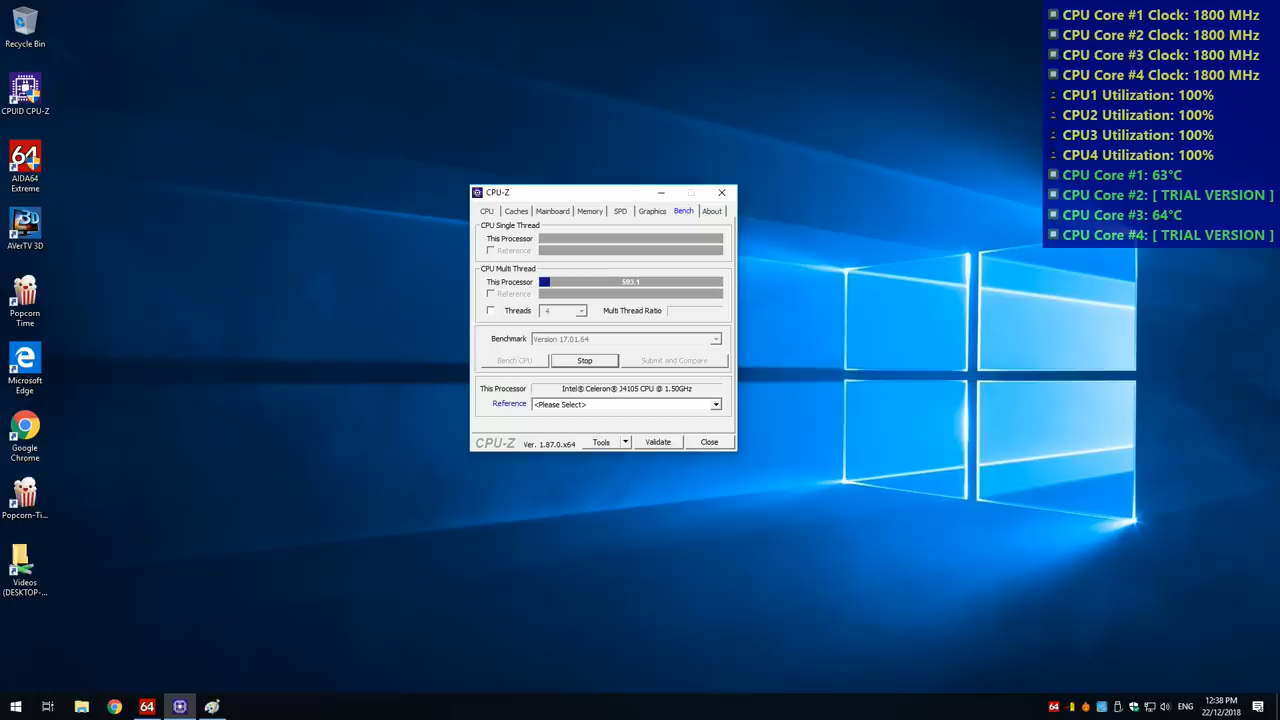 Recycle Bin
CPUID CPU-Z
64
AIDA64
Extreme
AVerTV 3D
Popcorn
Time
Microsoft
Edge
Google
Chrome
Popcorn-Ti...
Videos
(DESKTOP-...
CPU-Z
CPU
Caches
Mainboard
Memory
SPD
Graphics
Bench
About
CPU Single Thread
This Processor
Reference
CPU Multi Thread
This Processor
593.1
Reference
Threads
4
Multi Thread Ratio
Benchmark
Version 17.01.64
Bench CPU
Stop
Submit and Compare
This Processor
Intel® Celeron® J4105 CPU @ 1.50GHz
Reference
<Please Select>
CPU-Z
Ver. 1.87.0.x64
Tools
Validate
Close
CPU Core #1 Clock: 1800 MHz
CPU Core #2 Clock: 1800 MHz
CPU Core #3 Clock: 1800 MHz
CPU Core #4 Clock: 1800 MHz
CPU1 Utilization: 100%
CPU2 Utilization: 100%
CPU3 Utilization: 100%
CPU4 Utilization: 100%
CPU Core #1: 63°C
CPU Core #2: [ TRIAL VERSION ]
CPU Core #3: 64°C
CPU Core #4: [ TRIAL VERSION ]
64
64
ENG
12:38 PM
22/12/2018